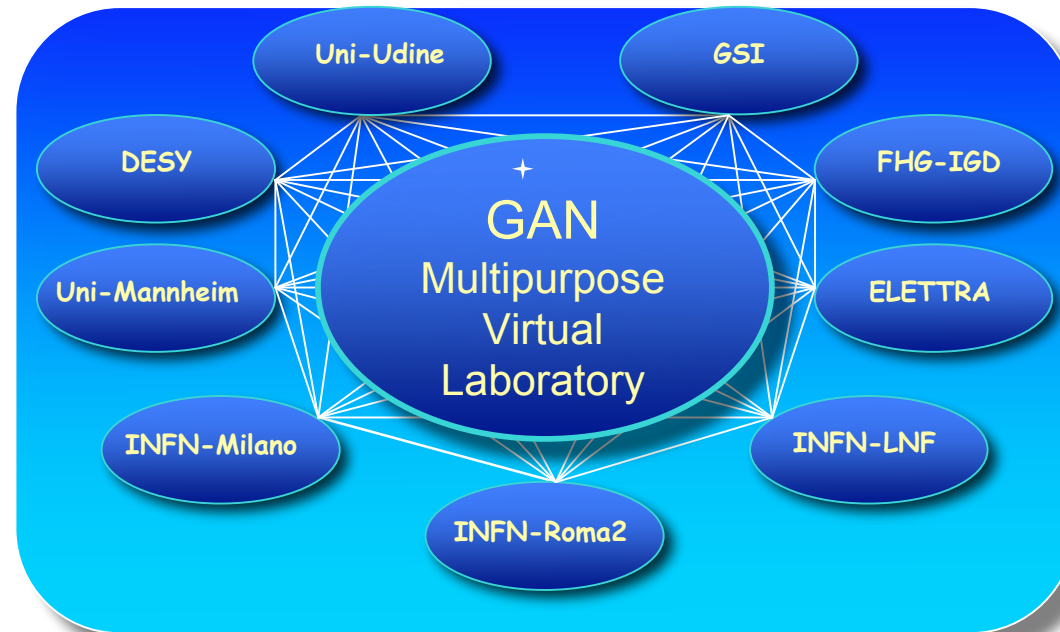 Uni-Udine
GSI
DESY
FHG-IGD
GAN
Multipurpose
Virtual
Laboratory
Uni-Mannheim
ELETTRA
INFN-Milano
INFN-LNF
INFN-Roma2